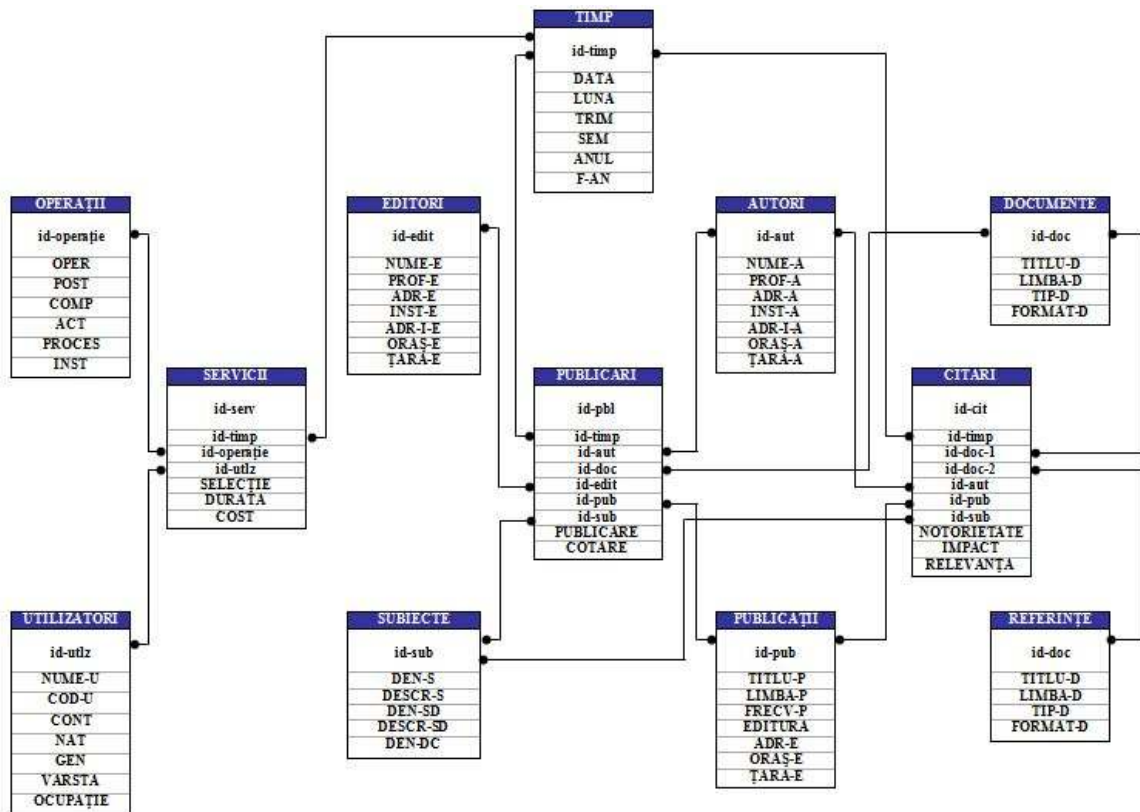 TIMP
id-timp
DATA
LUNA
TRIM
SEM
ANUL
F-AN
OPERAȚII
id-operație
OPER
POST
COMP
ACT
PROCES
INST
EDITORI
id-edit
NUME-E
PROF-E
ADR-E
INST-E
ADR-I-E
ORAȘ-E
ȚARĂ-E
AUTORI
id-aut
NUME-A
PROF-A
ADR-A
INST-A
ADR-I-A
ORAȘ-A
ȚARĂ-A
DOCUMENTE
id-doc
TITLU-D
LIMBA-D
TIP-D
FORMAT-D
SERVICII
id-serv
id-timp
id-operație
id-utlz
SELECȚIE
DURATA
COST
PUBLICARI
id-pbl
id-timp
id-aut
id-doc
id-edit
id-pub
id-sub
PUBLICARE
COTARE
CITARI
id-cit
id-timp
id-doc-1
id-doc-2
id-aut
id-pub
id-sub
NOTORIETATE
IMPACT
RELEVANȚA
UTILIZATORI
id-utlz
NUME-U
COD-U
CONT
NAT
GEN
VARSTA
OCUPAȚIE
SUBIECTE
id-sub
DEN-S
DESCR-S
DEN-SD
DESCR-SD
DEN-DC
PUBLICAȚII
id-pub
TITLU-P
LIMBA-P
FRECV-P
EDITURA
ADR-E
ORAȘ-E
ȚARĂ-E
REFERINȚE
id-doc
TITLU-D
LIMBA-D
TIP-D
FORMAT-D